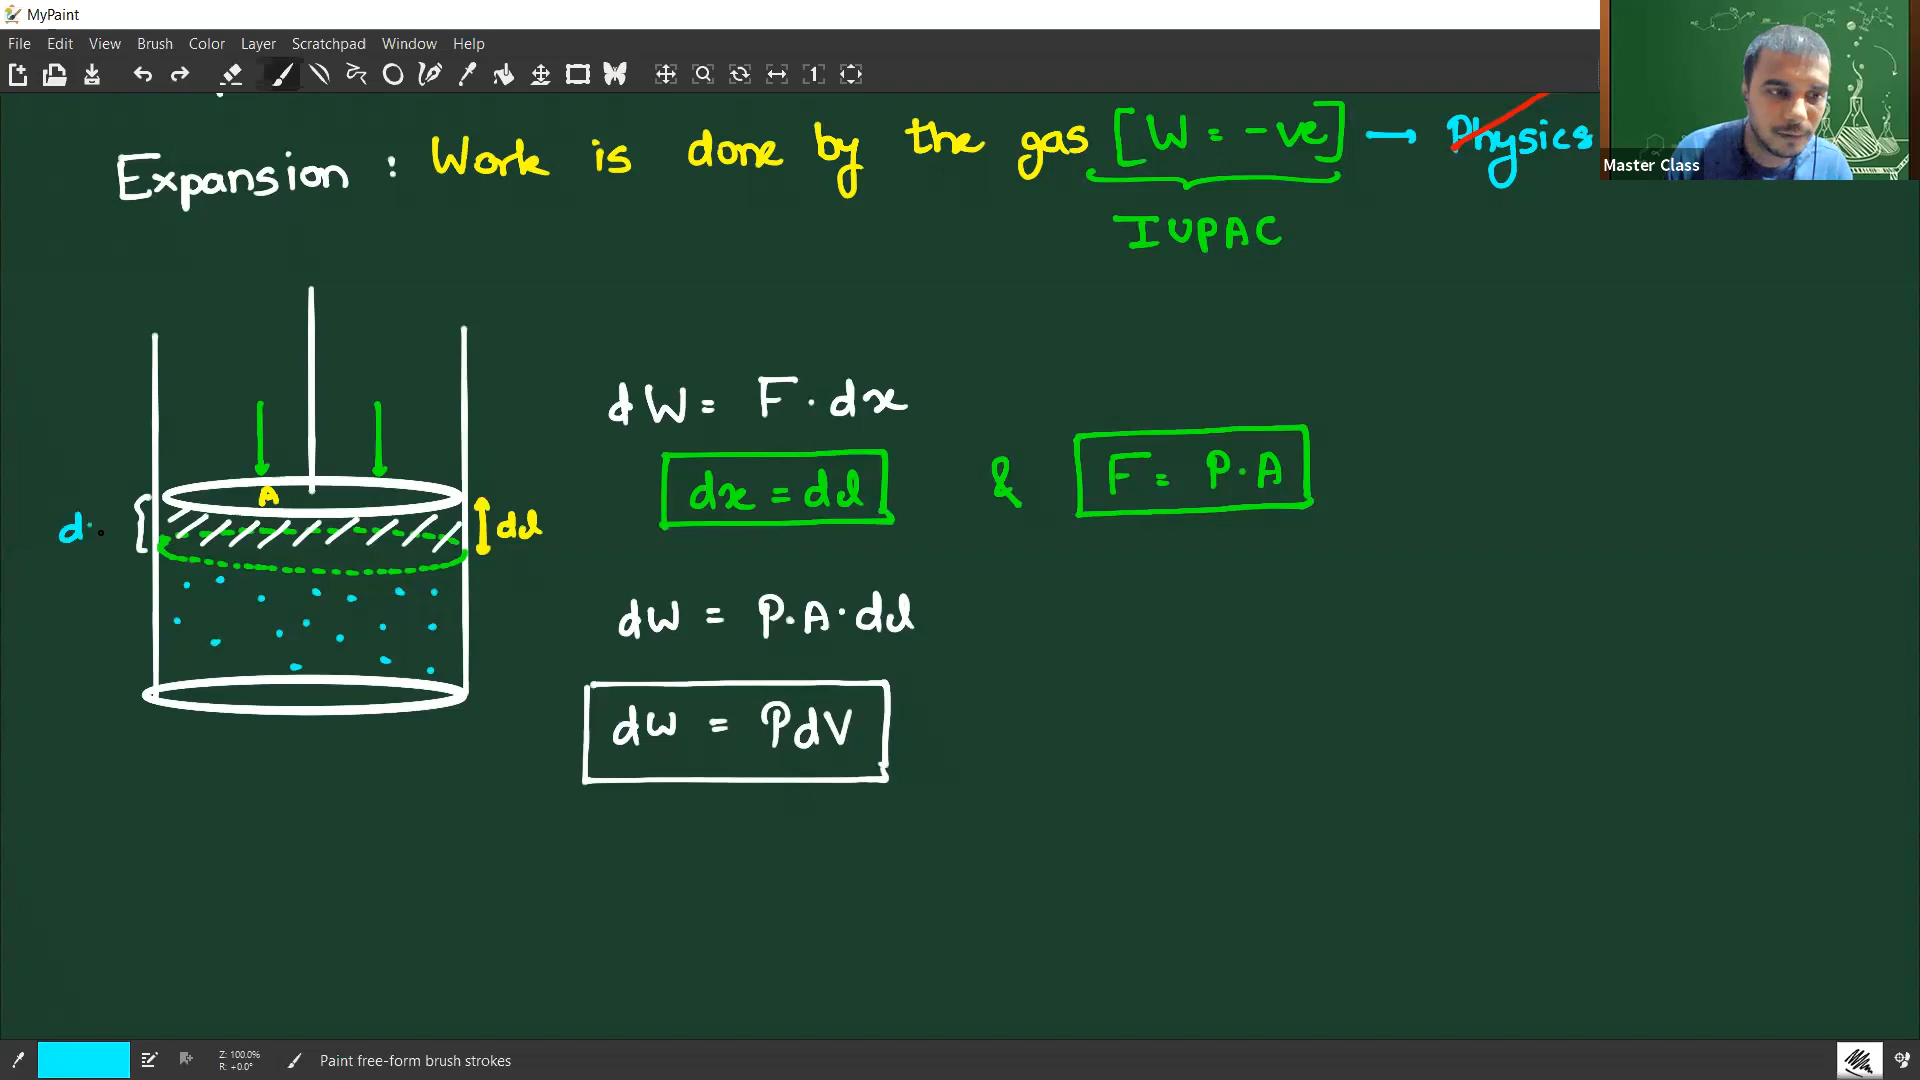 MyPaint
File Edit View Brush Color Layer Scratchpad Window Help
Expansion : Work is done by the gas [W = -ve] → Physics
IUPAC
Master Class
dW = F · dx
dx = dl & F = P·A
A
d
dl
dW = P.A.dl
dw = PdV
Z: 100.0%
R: +0.0°
Paint free-form brush strokes